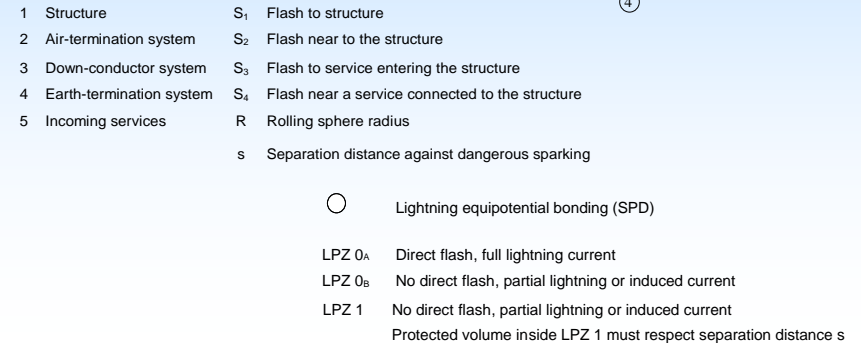 ④
1 Structure S₁ Flash to structure
2 Air-termination system S₂ Flash near to the structure
3 Down-conductor system S₃ Flash to service entering the structure
4 Earth-termination system S₄ Flash near a service connected to the structure
5 Incoming services R Rolling sphere radius
s Separation distance against dangerous sparking
Lightning equipotential bonding (SPD)
LPZ 0A Direct flash, full lightning current
LPZ 0B No direct flash, partial lightning or induced current
LPZ 1 No direct flash, partial lightning or induced current
Protected volume inside LPZ 1 must respect separation distance s